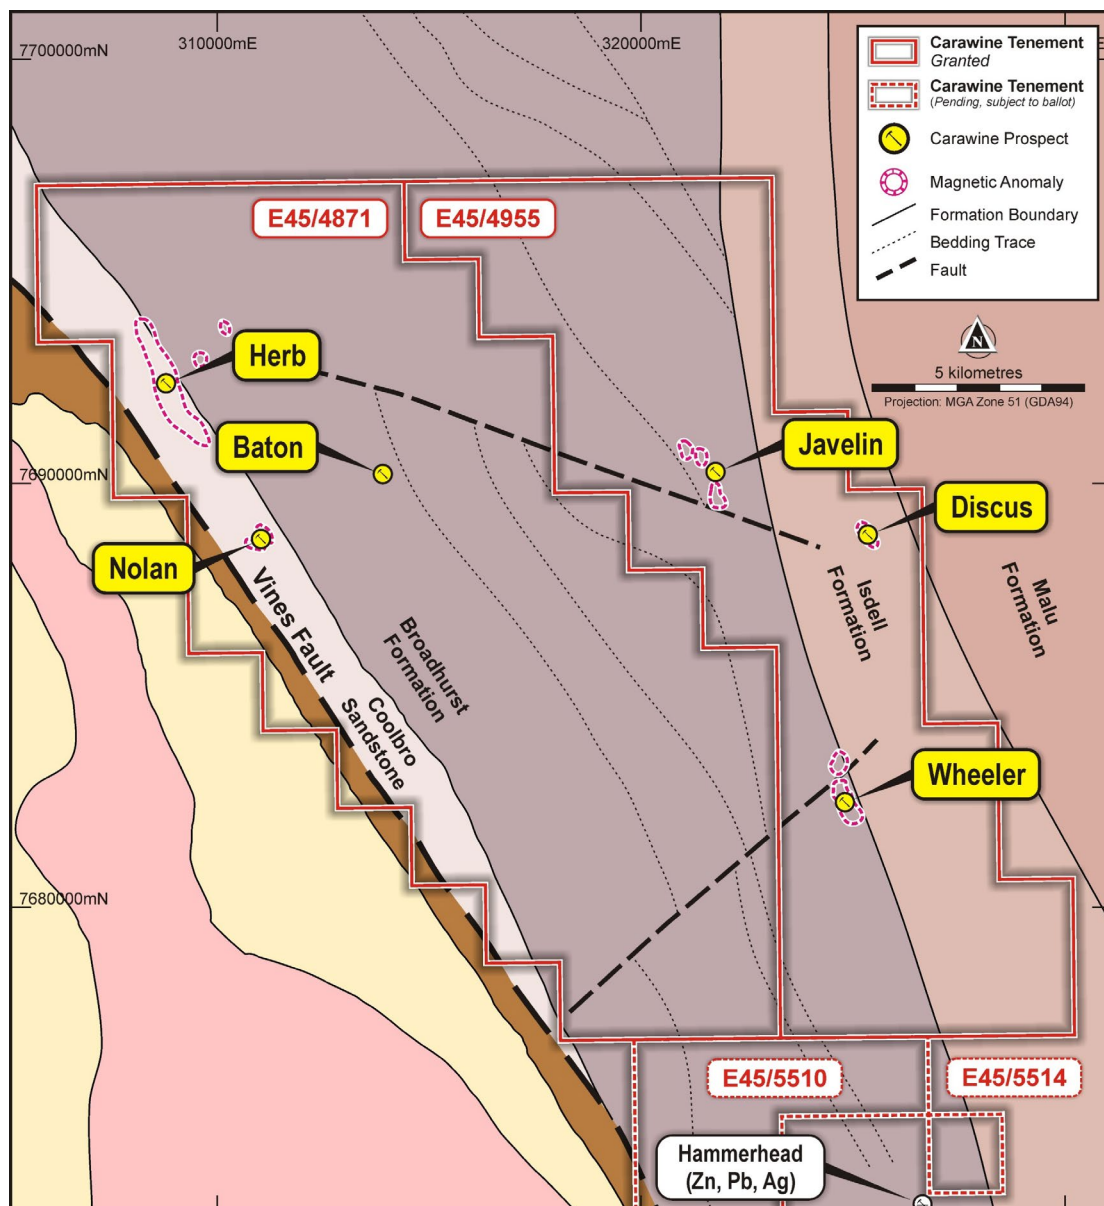 7700000mN
310000mE
320000mE
E
Carawine Tenement
Granted
Carawine Tenement
(Pending, subject to ballot)
Carawine Prospect
Magnetic Anomaly
Formation Boundary
Bedding Trace
Fault
N
5 kilometres
Projection: MGA Zone 51 (GDA94)
E45/4871
E45/4955
Herb
Baton
Javelin
7690000mN
Discus
Nolan
Vines Fault
Broadhurst
Formation
Coolbro
Sandstone
Isdell
Formation
Malu
Formation
Wheeler
7680000mN
E45/5510
E45/5514
Hammerhead
(Zn, Pb, Ag)